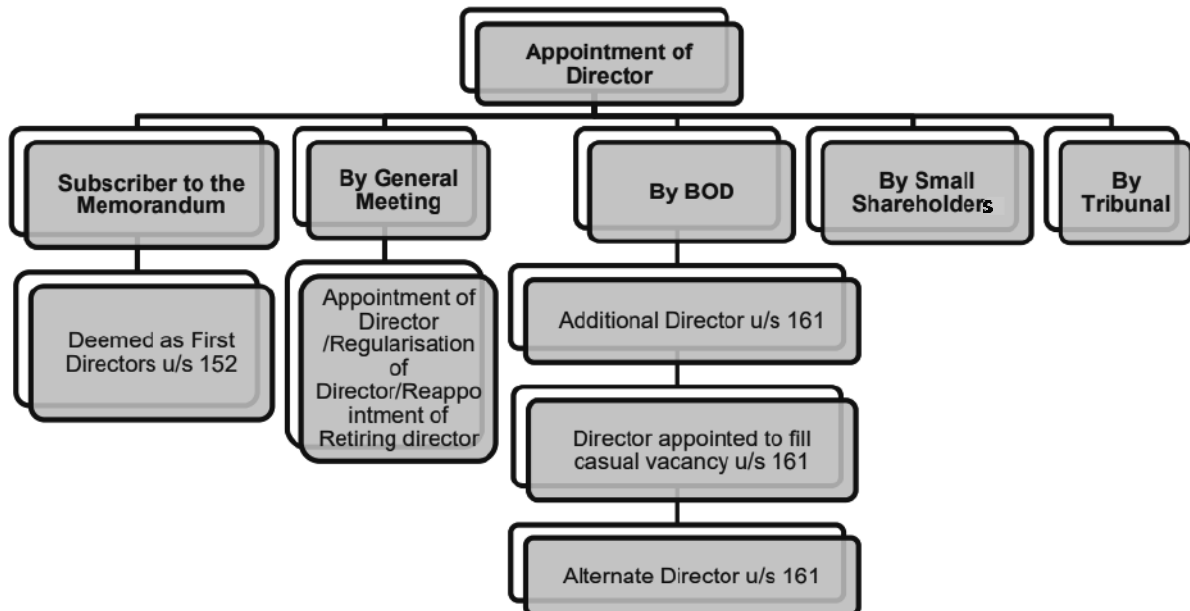 Appointment of
Director
Subscriber to the
Memorandum
By General
Meeting
By BOD
By Small
Shareholders
By
Tribunal
Deemed as First
Directors u/s 152
Appointment of
Director
/Regularisation
of
Director/Reappo
intment of
Retiring director
Additional Director u/s 161
Director appointed to fill
casual vacancy u/s 161
Alternate Director u/s 161